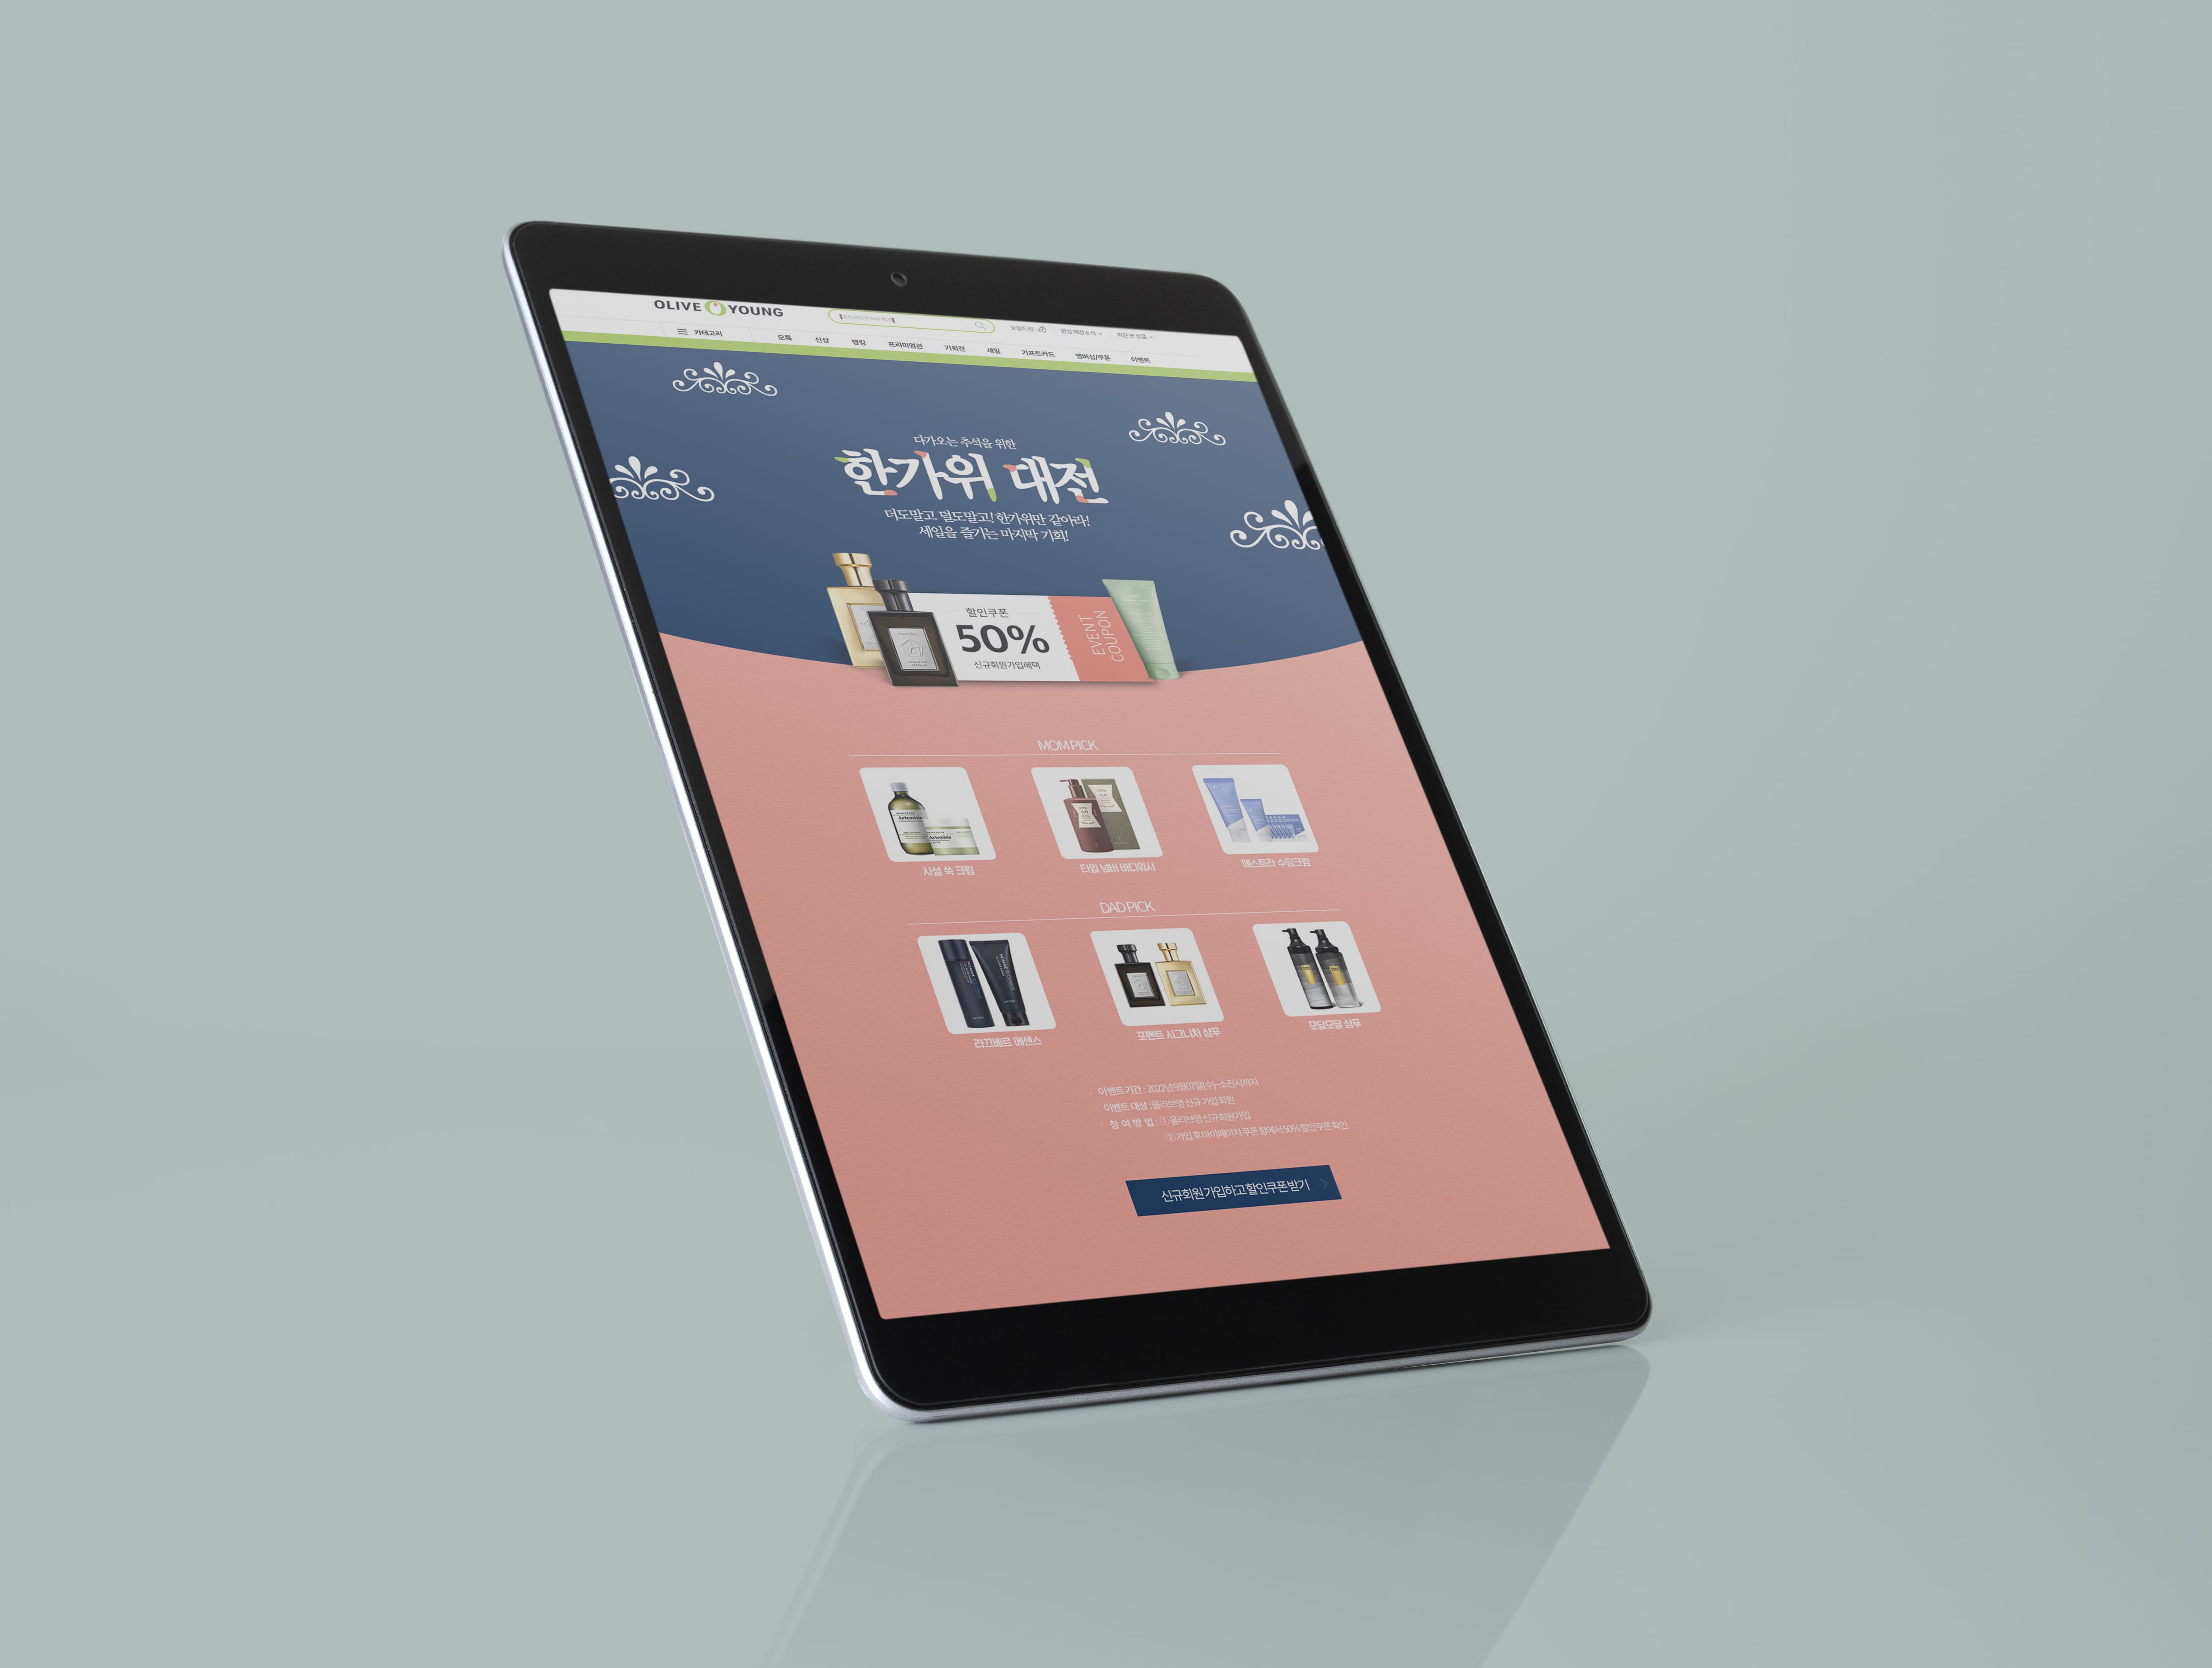 OLIVE YOUNG
오늘드림 관심 매장소식 최근 본 상품
카테고리 오특 신상 랭킹 프리미엄관 기획전 세일 기프트카드 멤버십/쿠폰 이벤트
다가오는 추석을 위한
한가위 대전
더도말고 덜도말고! 한가위만 같아라!
세일을 즐기는 마지막 기회!
할인쿠폰
50%
신규회원가입혜택
EVENT
COUPON
MOM PICK
Artemisia
Artemisia
사설 쑥 크림
타임 넘버 바디워시
에스트라 수딩크림
DAD PICK
라끄베르 에센스
포맨트 시그니처 샴푸
모달모달 샴푸
· 이벤트기간 : 2022년 9월 07일(수)~소진시까지
· 이벤트 대상 : 올리브영 신규 가입 회원
· 참 여 방 법 : ① 올리브영 신규회원가입
② 가입 후 마이페이지 쿠폰 함에서 50% 할인쿠폰 확인
신규회원 가입하고 할인쿠폰 받기